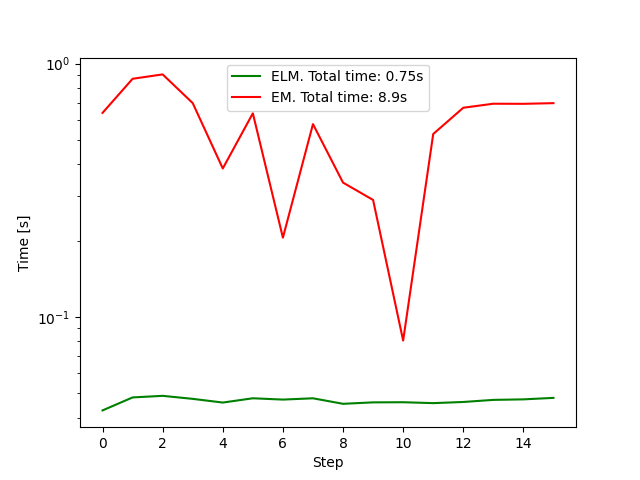 ELM. Total time: 0.75s
EM. Total time: 8.9s
10⁰
10⁻¹
Time [s]
0 2 4 6 8 10 12 14
Step